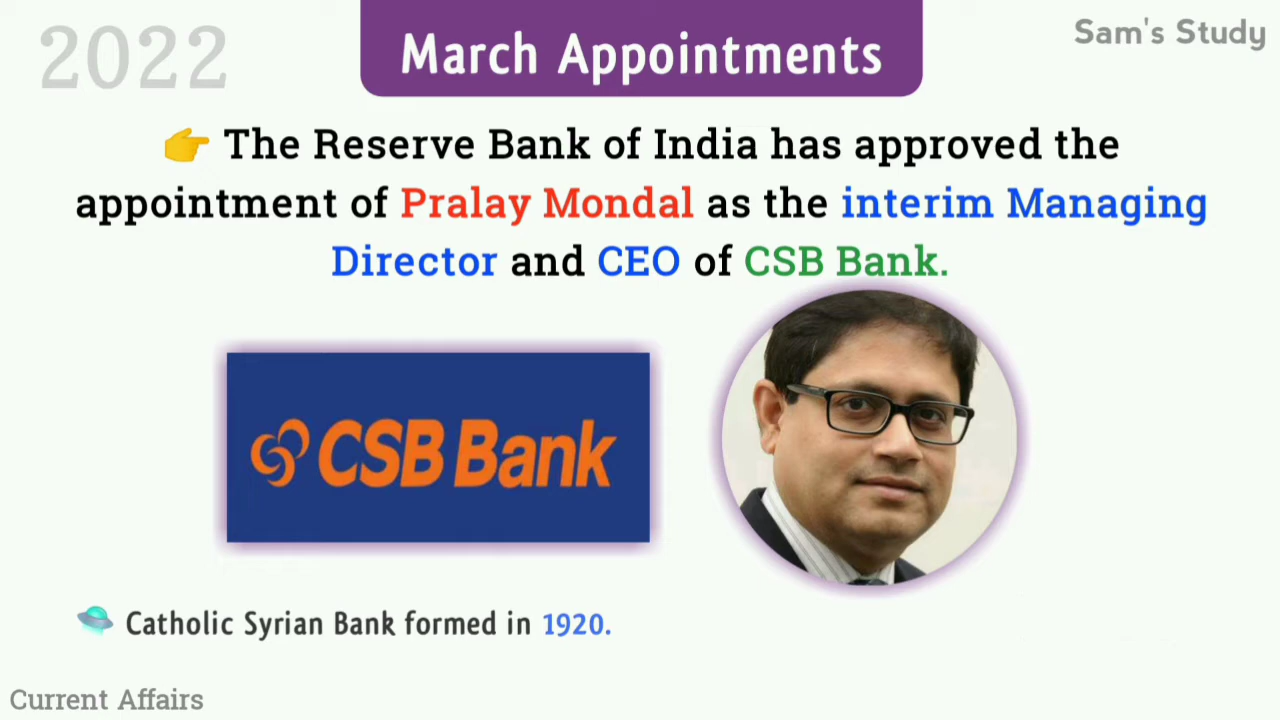 2022
March Appointments
Sam's Study
👉 The Reserve Bank of India has approved the
appointment of Pralay Mondal as the interim Managing
Director and CEO of CSB Bank.
CSB Bank
Catholic Syrian Bank formed in 1920.
Current Affairs